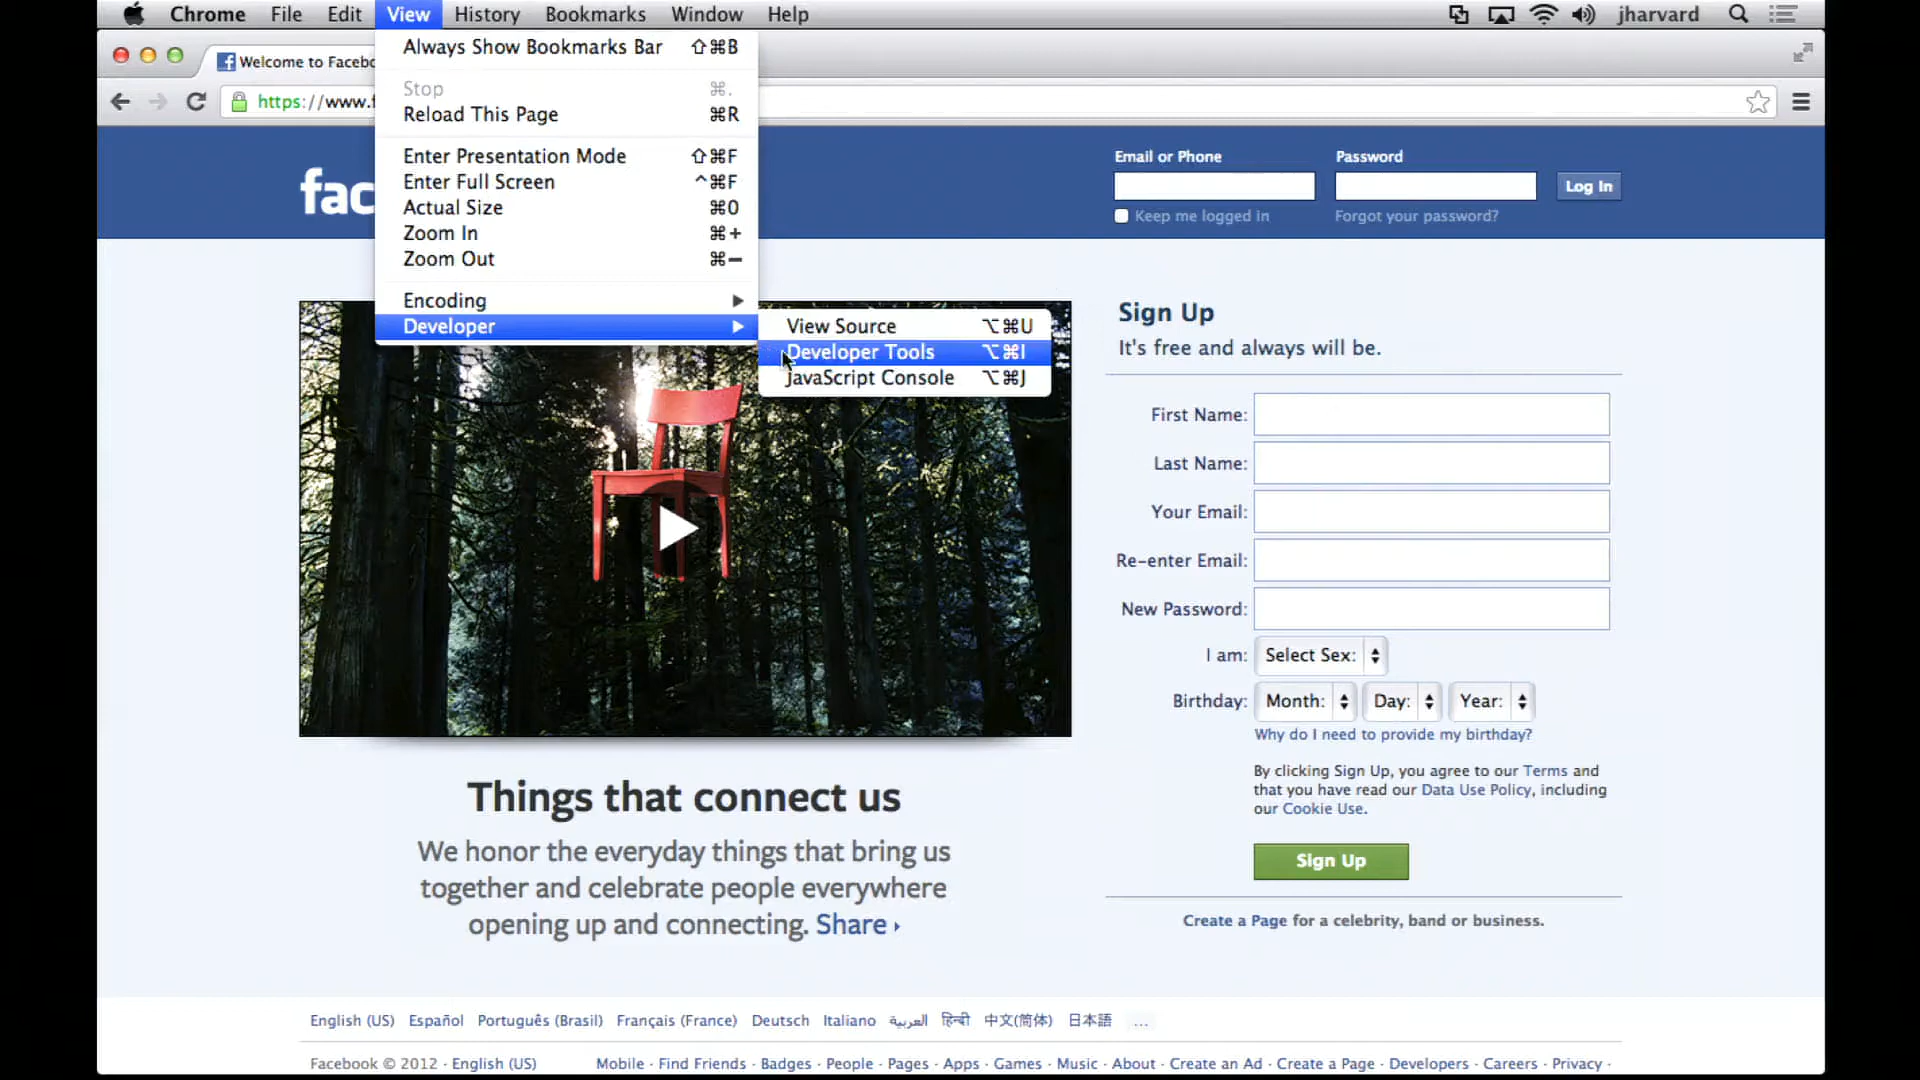 Chrome File Edit View History Bookmarks Window Help jharvard
Always Show Bookmarks Bar ⇧⌘B
Welcome to Facebo
Stop ⌘.
https://www.f
Reload This Page ⌘R
Enter Presentation Mode ⇧⌘F
Enter Full Screen ^⌘F
Actual Size ⌘0
Zoom In ⌘+
Zoom Out ⌘−
Encoding ▶
Developer ▶
View Source ⌥⌘U
Developer Tools ⌥⌘I
JavaScript Console ⌥⌘J
fac
Email or Phone Password
Log In
Keep me logged in Forgot your password?
Sign Up
It's free and always will be.
First Name:
Last Name:
Your Email:
Re-enter Email:
New Password:
I am: Select Sex:
Birthday: Month: Day: Year:
Why do I need to provide my birthday?
By clicking Sign Up, you agree to our Terms and
that you have read our Data Use Policy, including
our Cookie Use.
Sign Up
Create a Page for a celebrity, band or business.
Things that connect us
We honor the everyday things that bring us
together and celebrate people everywhere
opening up and connecting. Share ›
English (US) Español Português (Brasil) Français (France) Deutsch Italiano العربية हिन्दी 中文(简体) 日本語 ...
Facebook © 2012 · English (US) Mobile · Find Friends · Badges · People · Pages · Apps · Games · Music · About · Create an Ad · Create a Page · Developers · Careers · Privacy ·